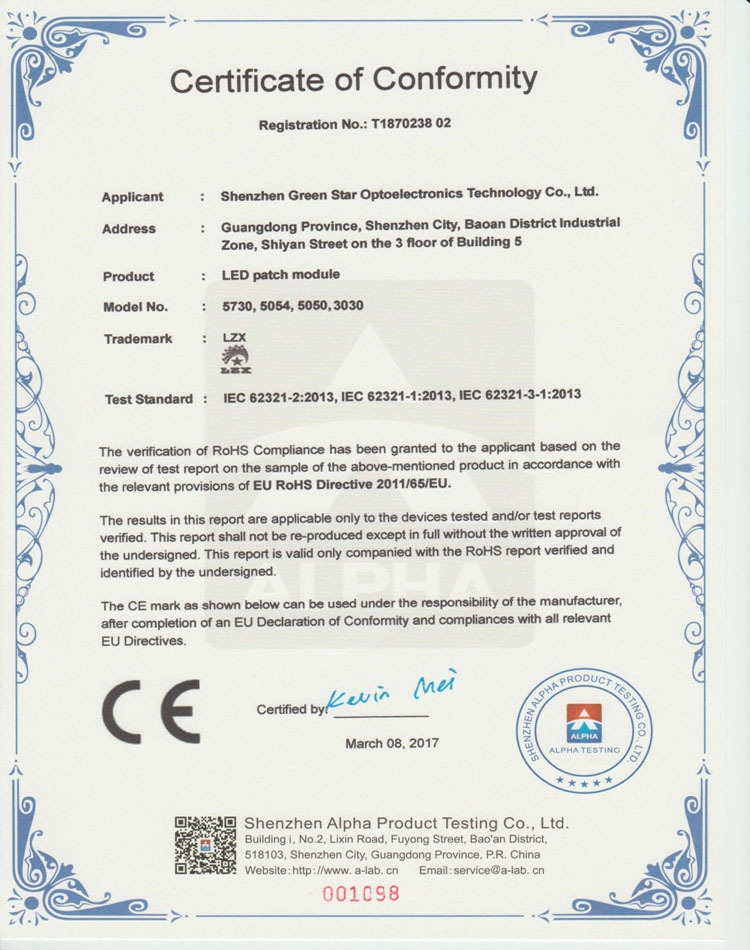 Certificate of Conformity
Registration No.: T1870238 02
Applicant : Shenzhen Green Star Optoelectronics Technology Co., Ltd.
Address : Guangdong Province, Shenzhen City, Baoan District Industrial
Zone, Shiyan Street on the 3 floor of Building 5
Product : LED patch module
Model No. : 5730, 5054, 5050, 3030
Trademark : LZX
LZX
Test Standard : IEC 62321-2:2013, IEC 62321-1:2013, IEC 62321-3-1:2013
The verification of RoHS Compliance has been granted to the applicant based on the
review of test report on the sample of the above-mentioned product in accordance with
the relevant provisions of EU RoHS Directive 2011/65/EU.
The results in this report are applicable only to the devices tested and/or test reports
verified. This report shall not be re-produced except in full without the written approval of
the undersigned. This report is valid only companied with the RoHS report verified and
identified by the undersigned.
ALPHA
The CE mark as shown below can be used under the responsibility of the manufacturer,
after completion of an EU Declaration of Conformity and compliances with all relevant
EU Directives.
CE
Certified by: Kevin Mei
March 08, 2017
SHENZHEN ALPHA PRODUCT TESTING CO., LTD.
ALPHA
ALPHA TESTING
Shenzhen Alpha Product Testing Co., Ltd.
Building i, No.2, Lixin Road, Fuyong Street, Bao'an District,
518103, Shenzhen City, Guangdong Province, P.R. China
Website:http://www. a-lab. cn Email:service@a-lab. cn
001098